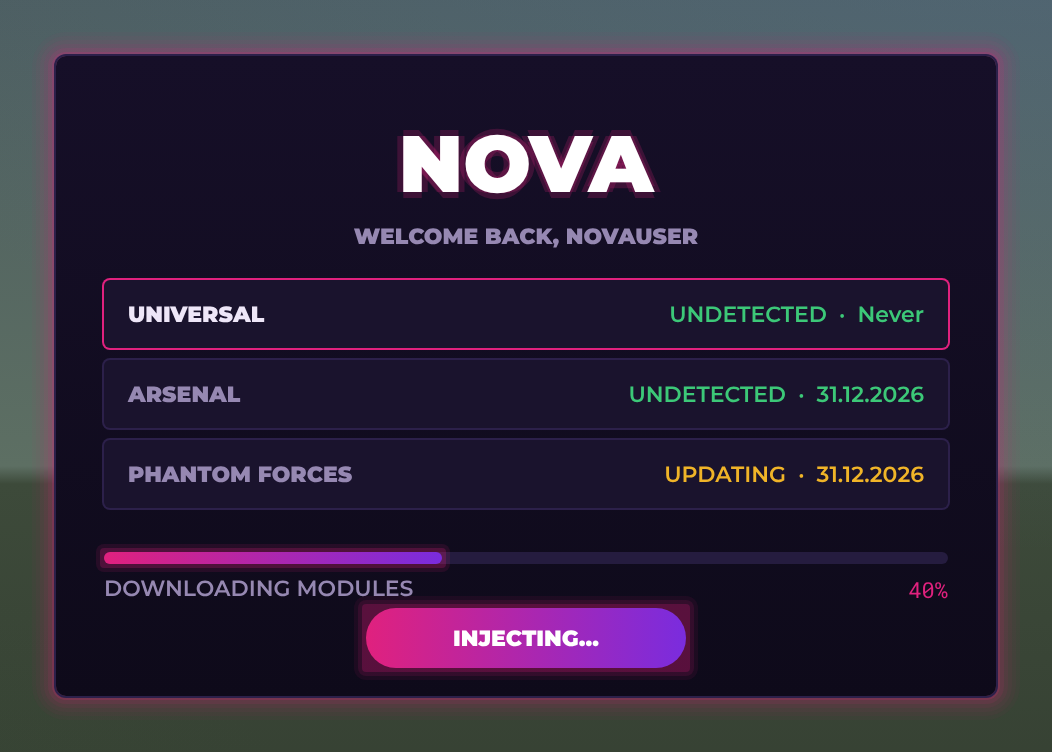 NOVA
WELCOME BACK, NOVAUSER
UNIVERSAL UNDETECTED · Never
ARSENAL UNDETECTED · 31.12.2026
PHANTOM FORCES UPDATING · 31.12.2026
DOWNLOADING MODULES 40%
INJECTING...